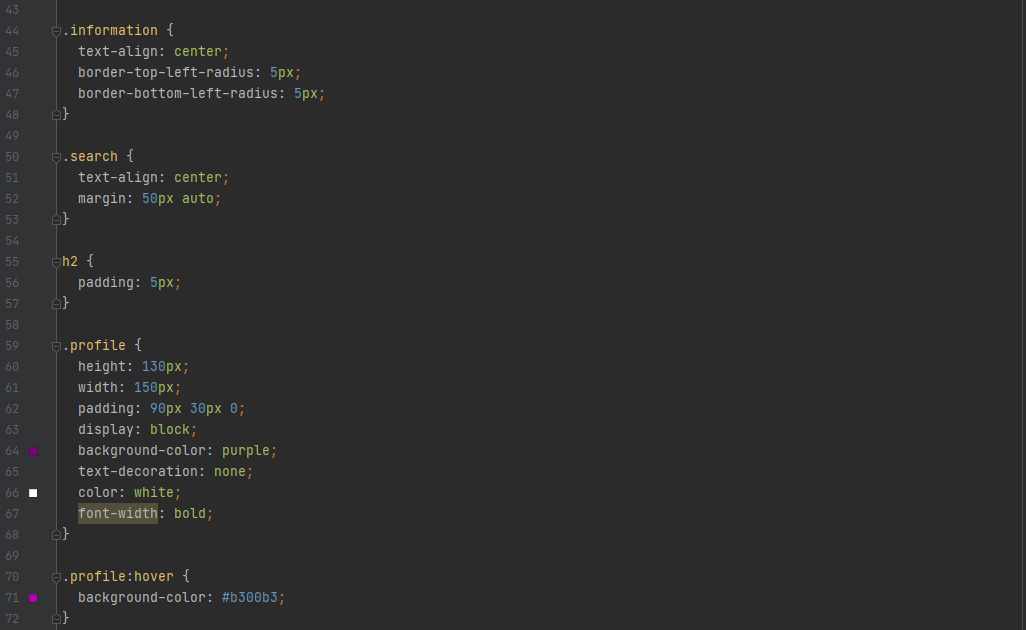 43
44 .information {
45 text-align: center;
46 border-top-left-radius: 5px;
47 border-bottom-left-radius: 5px;
48 }
49
50 .search {
51 text-align: center;
52 margin: 50px auto;
53 }
54
55 h2 {
56 padding: 5px;
57 }
58
59 .profile {
60 height: 130px;
61 width: 150px;
62 padding: 90px 30px 0;
63 display: block;
64 background-color: purple;
65 text-decoration: none;
66 color: white;
67 font-width: bold;
68 }
69
70 .profile:hover {
71 background-color: #b300b3;
72 }